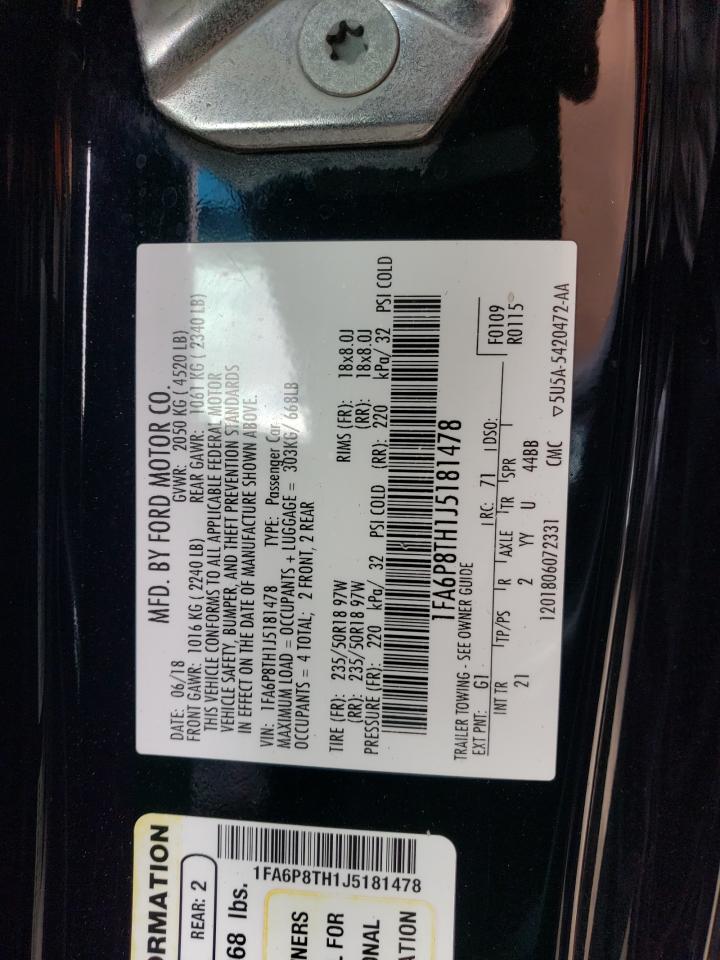 MFD. BY FORD MOTOR CO.
DATE: 06/18 GVWR: 2050 KG ( 4520 LB)
FRONT GAWR: 1016 KG ( 2240 LB) REAR GAWR: 1061 KG ( 2340 LB)
THIS VEHICLE CONFORMS TO ALL APPLICABLE FEDERAL MOTOR
VEHICLE SAFETY, BUMPER, AND THEFT PREVENTION STANDARDS
IN EFFECT ON THE DATE OF MANUFACTURE SHOWN ABOVE.
VIN: 1FA6P8TH1J5181478 TYPE: Passenger Car
MAXIMUM LOAD = OCCUPANTS + LUGGAGE = 303KG/ 668LB
OCCUPANTS = 4 TOTAL; 2 FRONT, 2 REAR
TIRE (FR): 235/50R18 97W RIMS (FR): 18x8.0J
(RR): 235/50R18 97W (RR): 18x8.0J
PRESSURE (FR): 220 kPa/ 32 PSI COLD (RR): 220 kPa/ 32 PSI COLD
1FA6P8TH1J5181478
TRAILER TOWING - SEE OWNER GUIDE
EXT PNT: G1 RC: 71 DSO: F0109
R0115
INT TR TP/PS R AXLE TR SPR
21 2 YY U 44BB
1201806072331 CMC ▽5U5A-5420472-AA
1FA6P8TH1J5181478
ORMATION
REAR: 2
68 lbs.
NERS
L FOR
ONAL
ATION